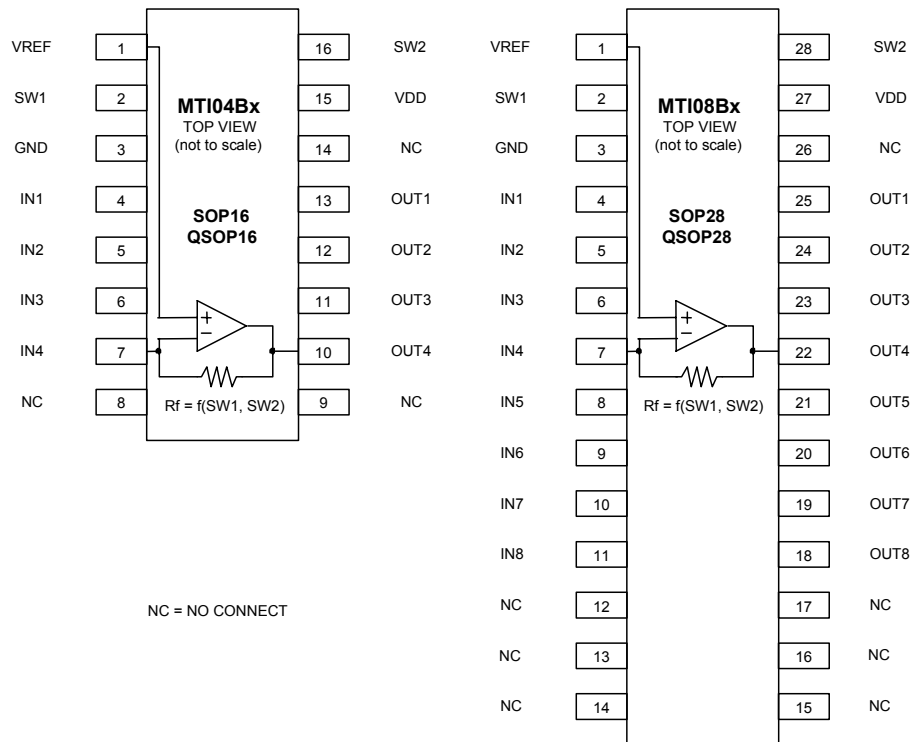 VREF 1 16 SW2
SW1 2 15 VDD
GND 3 14 NC
IN1 4 13 OUT1
IN2 5 12 OUT2
IN3 6 11 OUT3
IN4 7 10 OUT4
NC 8 9 NC
MTI04Bx
TOP VIEW
(not to scale)
SOP16
QSOP16
+
−
Rf = f(SW1, SW2)
NC = NO CONNECT
VREF 1 28 SW2
SW1 2 27 VDD
GND 3 26 NC
IN1 4 25 OUT1
IN2 5 24 OUT2
IN3 6 23 OUT3
IN4 7 22 OUT4
IN5 8 21 OUT5
IN6 9 20 OUT6
IN7 10 19 OUT7
IN8 11 18 OUT8
NC 12 17 NC
NC 13 16 NC
NC 14 15 NC
MTI08Bx
TOP VIEW
(not to scale)
SOP28
QSOP28
+
−
Rf = f(SW1, SW2)